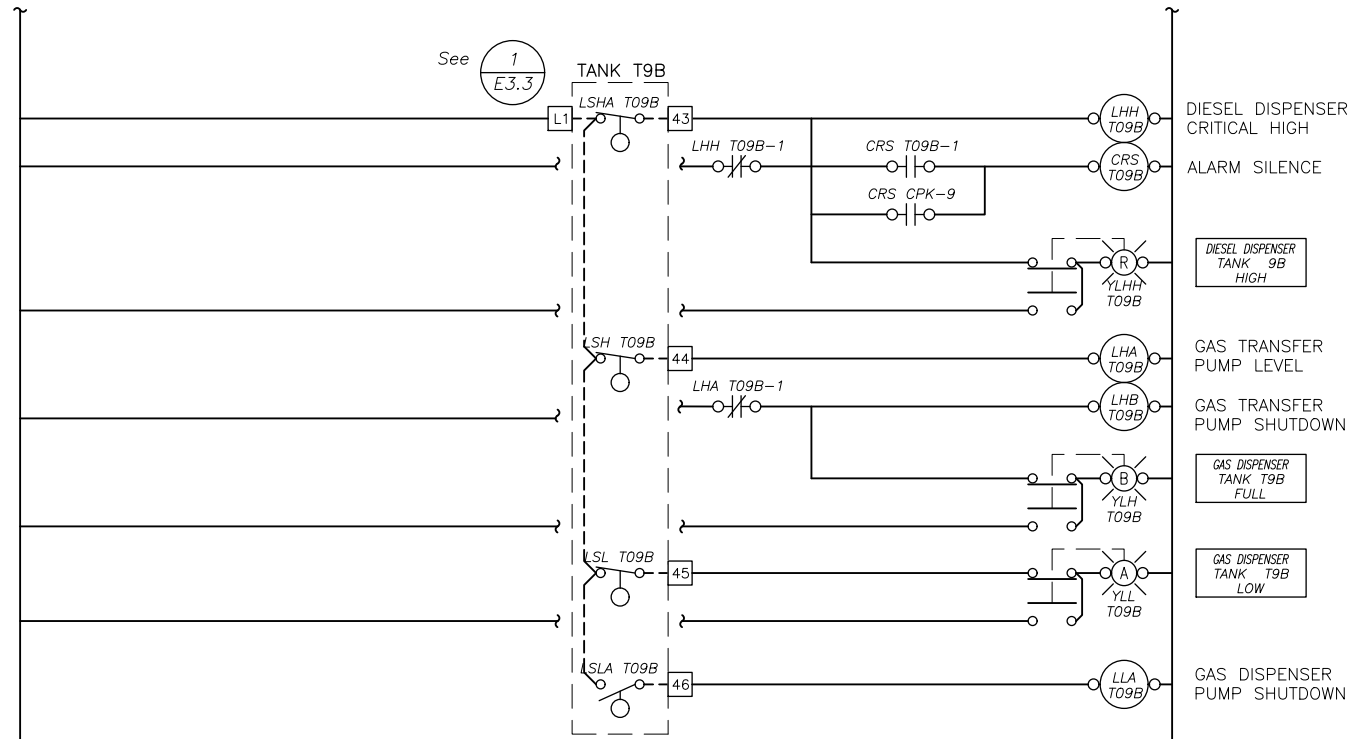 See
1
E3.3
TANK T9B
L1
LSHA T09B
43
LHH
T09B
DIESEL DISPENSER
CRITICAL HIGH
LHH T09B-1
CRS T09B-1
CRS
T09B
ALARM SILENCE
CRS CPK-9
R
YLHH
T09B
DIESEL DISPENSER
TANK 9B
HIGH
LSH T09B
44
LHA
T09B
GAS TRANSFER
PUMP LEVEL
LHA T09B-1
LHB
T09B
GAS TRANSFER
PUMP SHUTDOWN
B
YLH
T09B
GAS DISPENSER
TANK T9B
FULL
LSL T09B
45
A
YLL
T09B
GAS DISPENSER
TANK T9B
LOW
LSLA T09B
46
LLA
T09B
GAS DISPENSER
PUMP SHUTDOWN